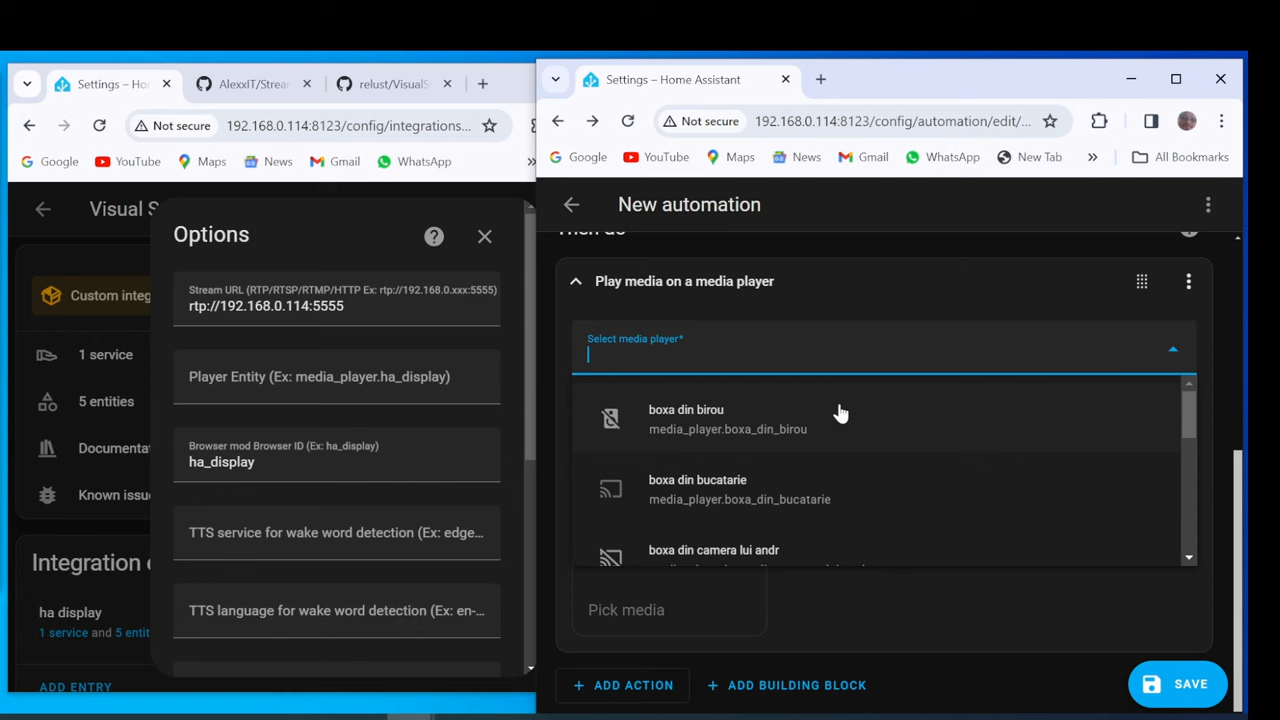 Settings – Ho
AlexxIT/Strea
relust/VisualS
Not secure
192.168.0.114:8123/config/integrations...
Google
YouTube
Maps
News
Gmail
WhatsApp
»
Visual S
Options
Custom integ
Stream URL (RTP/RTSP/RTMP/HTTP Ex: rtp://192.168.0.xxx:5555)
rtp://192.168.0.114:5555
1 service
Player Entity (Ex: media_player.ha_display)
5 entities
Documenta
Browser mod Browser ID (Ex: ha_display)
ha_display
Known issu
TTS service for wake word detection (Ex: edge...
Integration e
ha display
1 service and 5 entit
TTS language for wake word detection (Ex: en-...
ADD ENTRY
Settings – Home Assistant
Not secure
192.168.0.114:8123/config/automation/edit/...
Google
YouTube
Maps
News
Gmail
WhatsApp
New Tab
»
All Bookmarks
New automation
Then do
Play media on a media player
Select media player*
boxa din birou
media_player.boxa_din_birou
boxa din bucatarie
media_player.boxa_din_bucatarie
boxa din camera lui andr
Pick media
+ ADD ACTION
+ ADD BUILDING BLOCK
SAVE